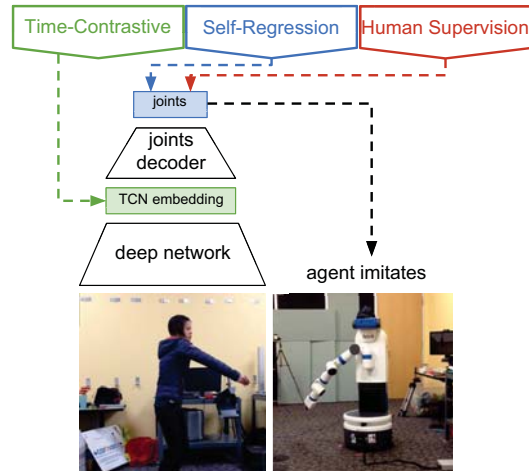 Time-Contrastive
Self-Regression
Human Supervision
joints
joints
decoder
TCN embedding
deep network
agent imitates